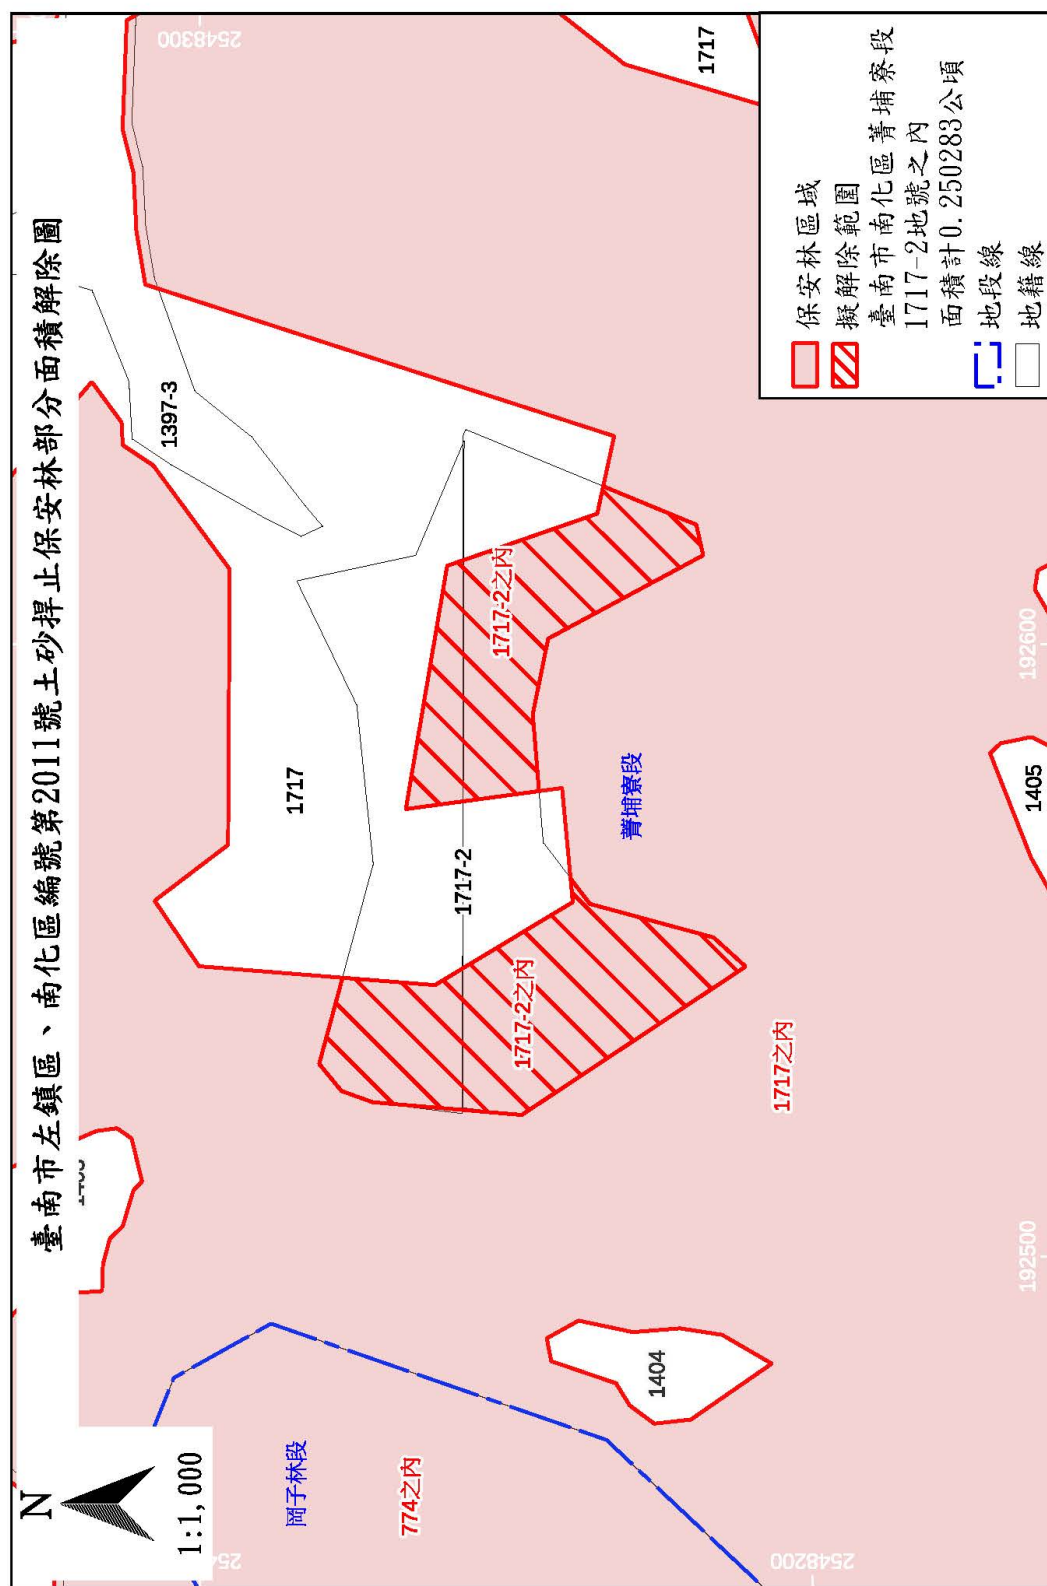 臺南市左鎮區、南化區編號第2011號土砂捍止保安林部分面積解除圖
N
1:1,000
2548300
1397-3
1717
1717
1717-2
1717-2之內
1717-2之內
菁埔寮段
1717之內
岡子林段
774之內
1404
1405
192600
192500
2548200
保安林區域
擬解除範圍
臺南市南化區菁埔寮段
1717-2地號之內
面積計0.250283公頃
地段線
地籍線